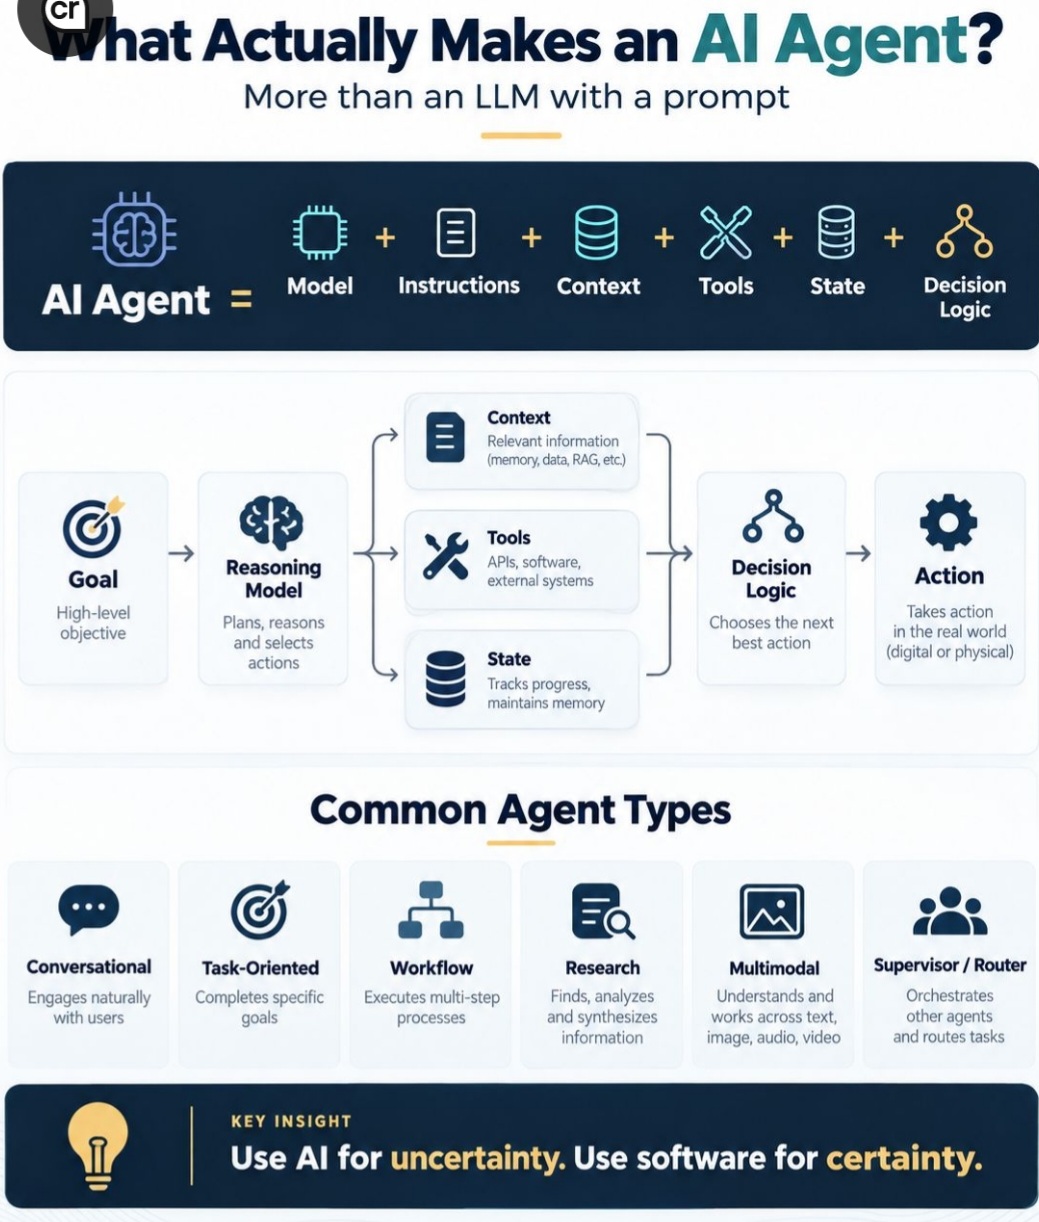 cr
What Actually Makes an AI Agent?
More than an LLM with a prompt
AI Agent =
Model
+
Instructions
+
Context
+
Tools
+
State
+
Decision
Logic
Goal
High-level
objective
Reasoning
Model
Plans, reasons
and selects
actions
Context
Relevant information
(memory, data, RAG, etc.)
Tools
APIs, software,
external systems
State
Tracks progress,
maintains memory
Decision
Logic
Chooses the next
best action
Action
Takes action
in the real world
(digital or physical)
Common Agent Types
Conversational
Engages naturally
with users
Task-Oriented
Completes specific
goals
Workflow
Executes multi-step
processes
Research
Finds, analyzes
and synthesizes
information
Multimodal
Understands and
works across text,
image, audio, video
Supervisor / Router
Orchestrates
other agents
and routes tasks
KEY INSIGHT
Use AI for uncertainty. Use software for certainty.